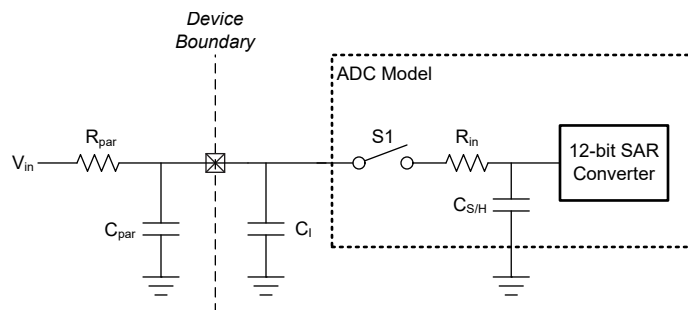 Device
Boundary
ADC Model
R_par
S1
R_in
V_in
12-bit SAR
Converter
C_par
C_I
C_S/H